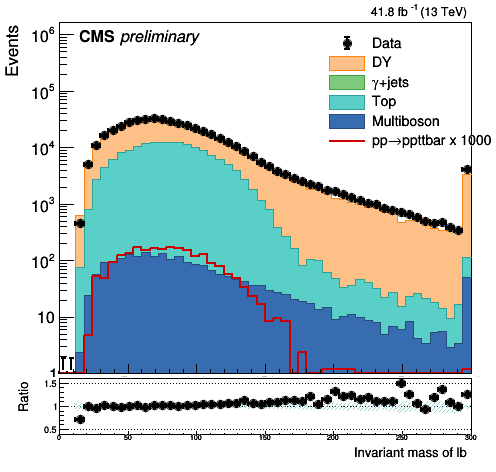 41.8 fb⁻¹ (13 TeV)
CMS preliminary
Events
10⁶
10⁵
10⁴
10³
10²
10
1
Data
DY
γ+jets
Top
Multiboson
pp→ppttbar x 1000
Ratio
1.5
1
0.5
0 50 100 150 200 250 300
Invariant mass of lb